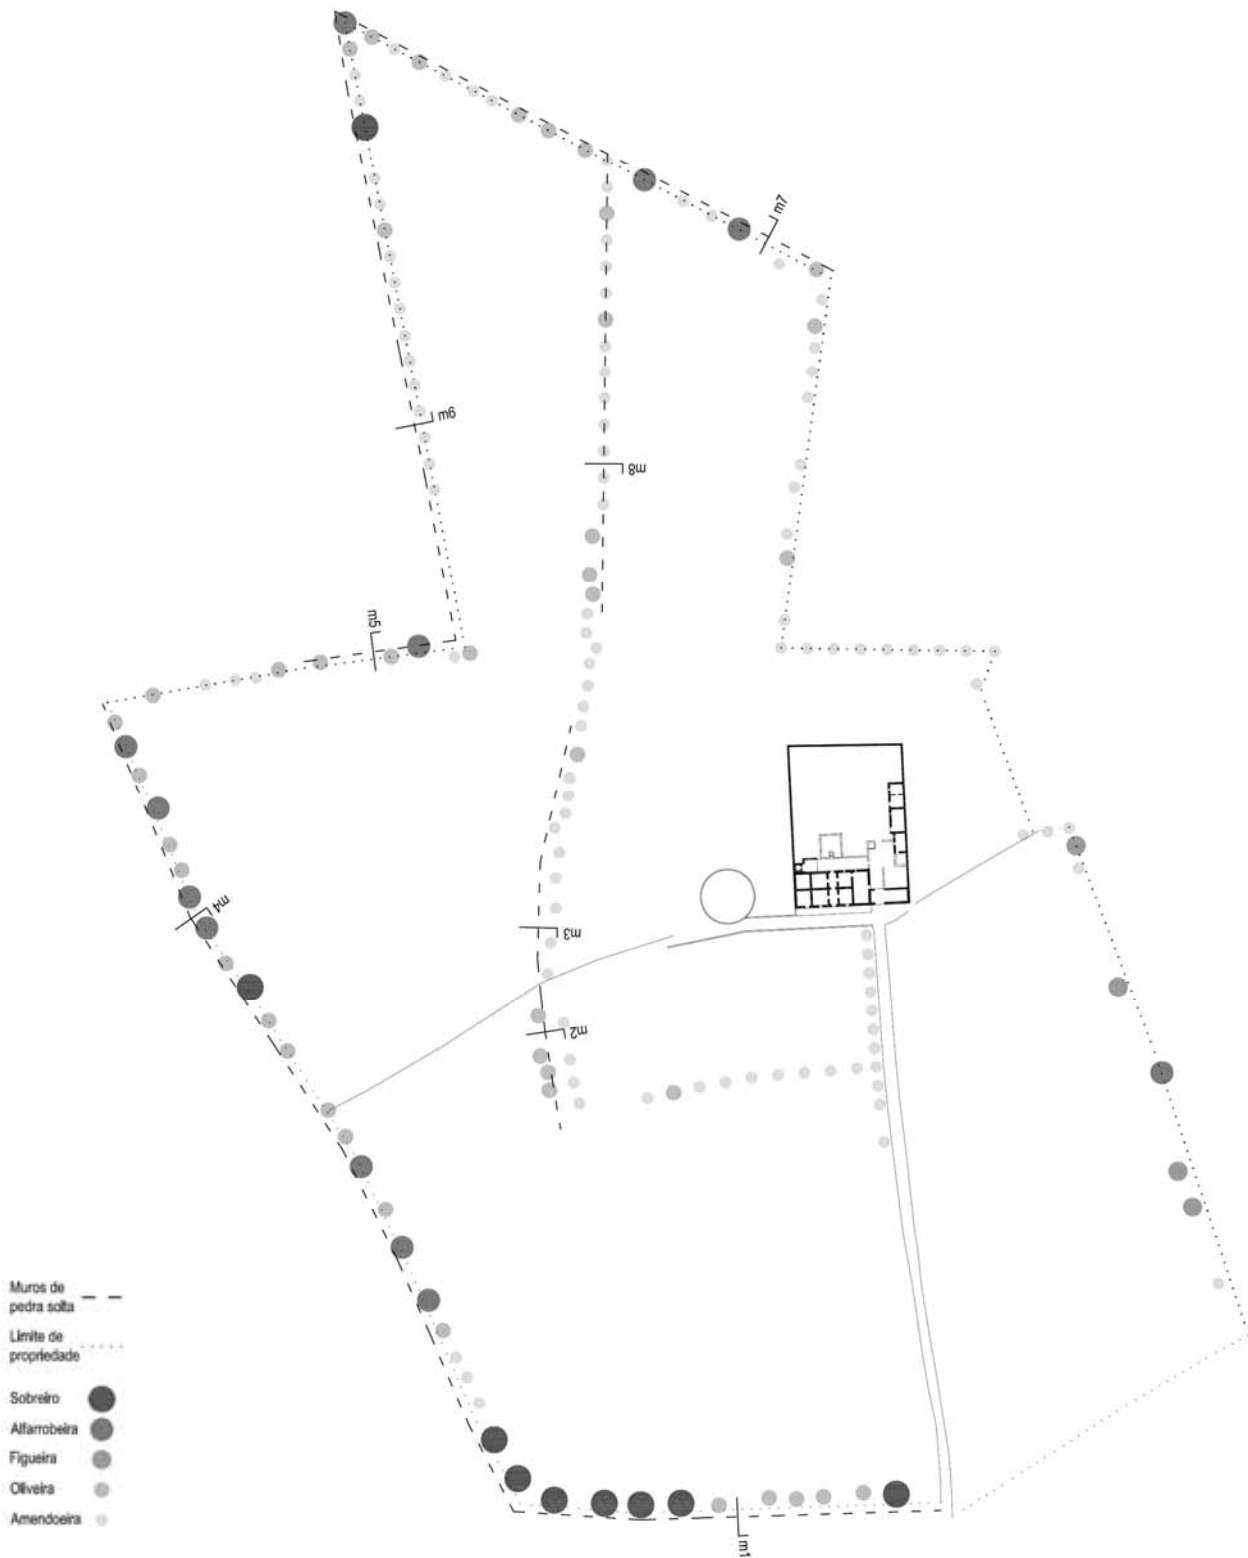 m7
m6
m8
m5
m4
m3
m2
Muros de
pedra solta
Limite de
propriedade
Sobreiro
Alfarrobeira
Figueira
Oliveira
Amendoeira
m1